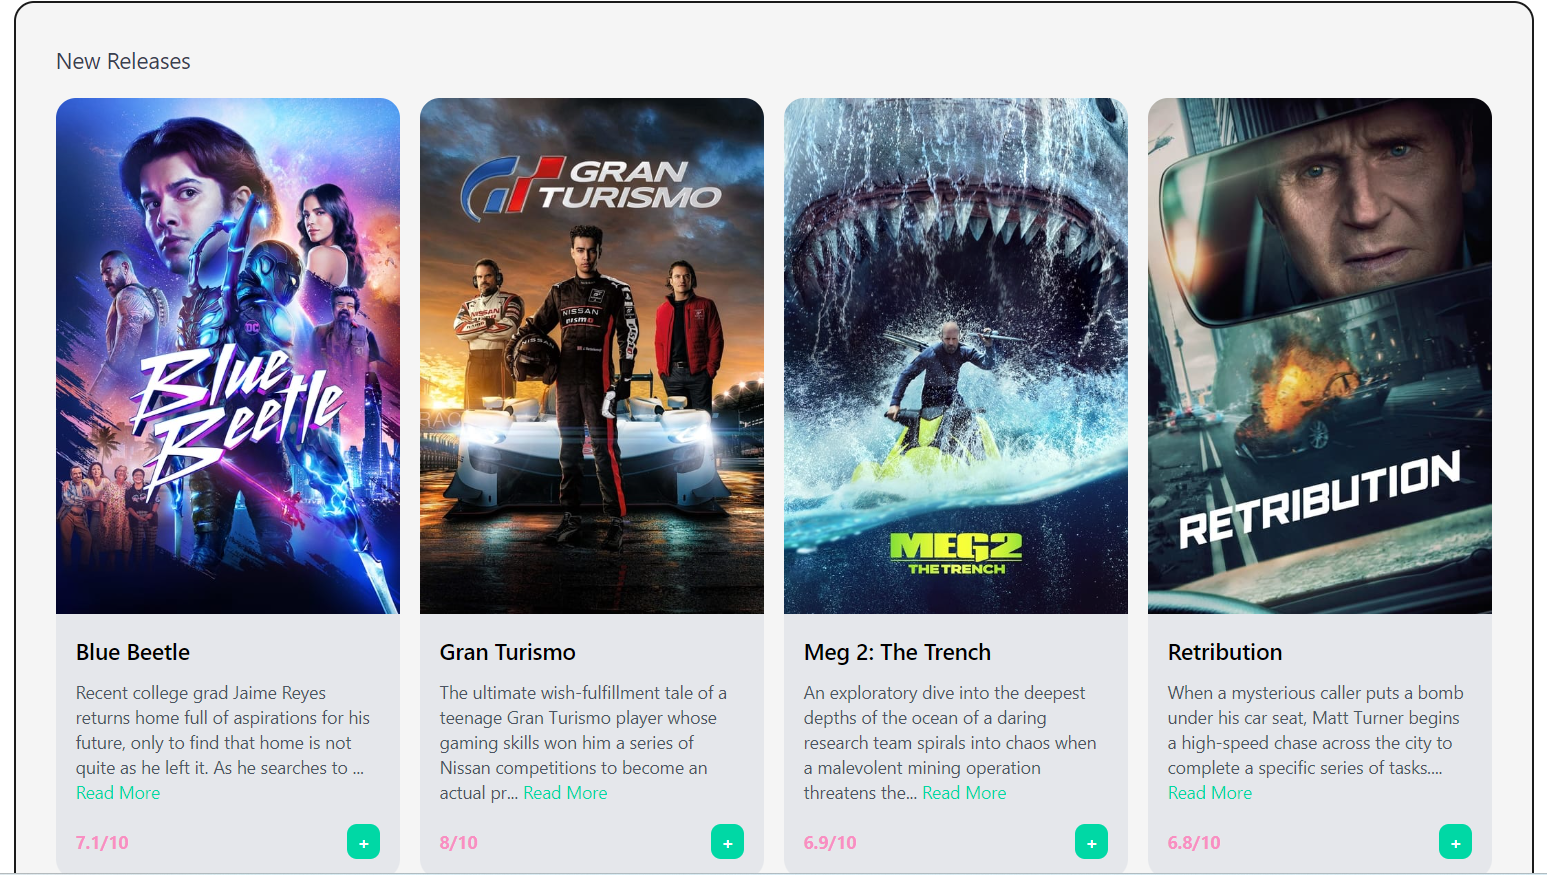 New Releases
DC
Blue
Beetle
GRAN
TURISMO
NISSAN
nismo
NISSAN
MEG2
THE TRENCH
RETRIBUTION
Blue Beetle
Recent college grad Jaime Reyes
returns home full of aspirations for his
future, only to find that home is not
quite as he left it. As he searches to ...
Read More
7.1/10
+
Gran Turismo
The ultimate wish-fulfillment tale of a
teenage Gran Turismo player whose
gaming skills won him a series of
Nissan competitions to become an
actual pr... Read More
8/10
+
Meg 2: The Trench
An exploratory dive into the deepest
depths of the ocean of a daring
research team spirals into chaos when
a malevolent mining operation
threatens the... Read More
6.9/10
+
Retribution
When a mysterious caller puts a bomb
under his car seat, Matt Turner begins
a high-speed chase across the city to
complete a specific series of tasks....
Read More
6.8/10
+